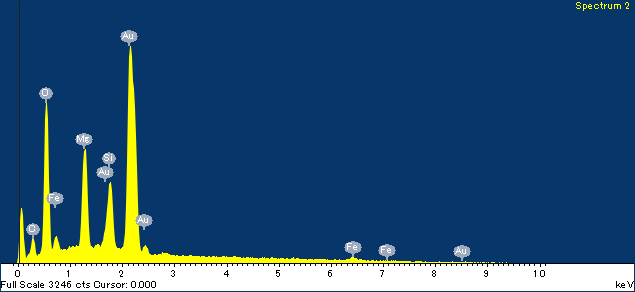 Spectrum 2
Au
O
Mg
Si
Au
Fe
Au
O
Fe
Fe
Au
0 1 2 3 4 5 6 7 8 9 10
Full Scale 3246 cts Cursor: 0.000 keV